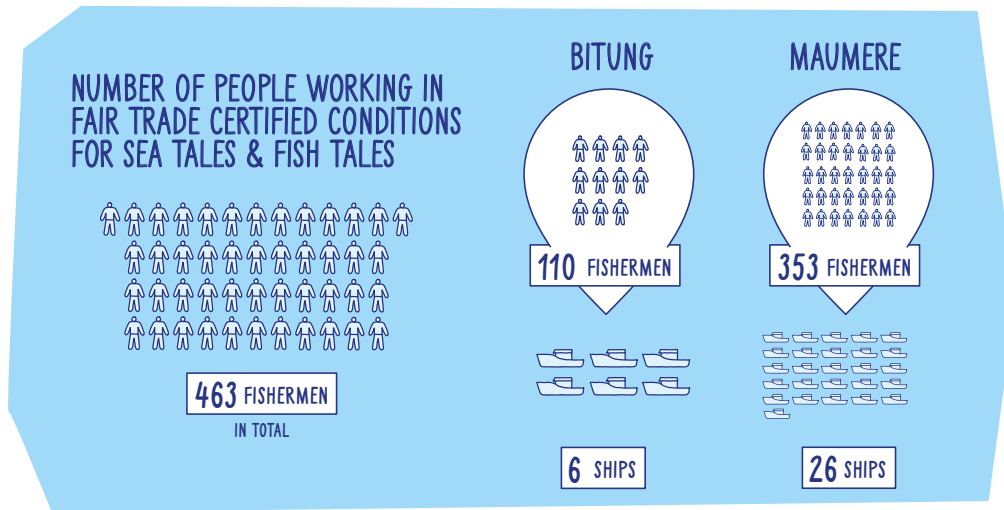 NUMBER OF PEOPLE WORKING IN
FAIR TRADE CERTIFIED CONDITIONS
FOR SEA TALES & FISH TALES
463 FISHERMEN
IN TOTAL
BITUNG
110 FISHERMEN
6 SHIPS
MAUMERE
353 FISHERMEN
26 SHIPS